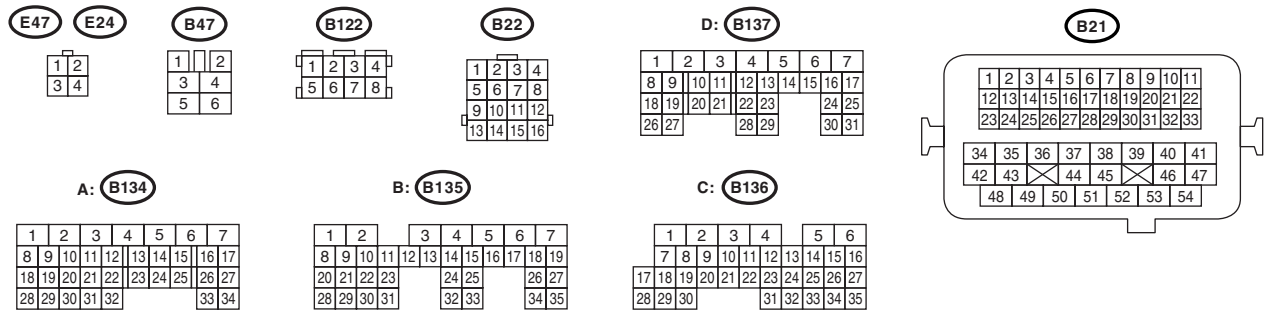 E47 E24
1 2
3 4
B47
1 2
3 4
5 6
B122
1 2 3 4
5 6 7 8
B22
1 2 3 4
5 6 7 8
9 10 11 12
13 14 15 16
D: B137
1 2 3 4 5 6 7
8 9 10 11 12 13 14 15 16 17
18 19 20 21 22 23 24 25
26 27 28 29 30 31
B21
1 2 3 4 5 6 7 8 9 10 11
12 13 14 15 16 17 18 19 20 21 22
23 24 25 26 27 28 29 30 31 32 33
34 35 36 37 38 39 40 41
42 43 44 45 46 47
48 49 50 51 52 53 54
A: B134
1 2 3 4 5 6 7
8 9 10 11 12 13 14 15 16 17
18 19 20 21 22 23 24 25 26 27
28 29 30 31 32 33 34
B: B135
1 2 3 4 5 6 7
8 9 10 11 12 13 14 15 16 17 18 19
20 21 22 23 24 25 26 27
28 29 30 31 32 33 34 35
C: B136
1 2 3 4 5 6
7 8 9 10 11 12 13 14 15 16
17 18 19 20 21 22 23 24 25 26 27
28 29 30 31 32 33 34 35